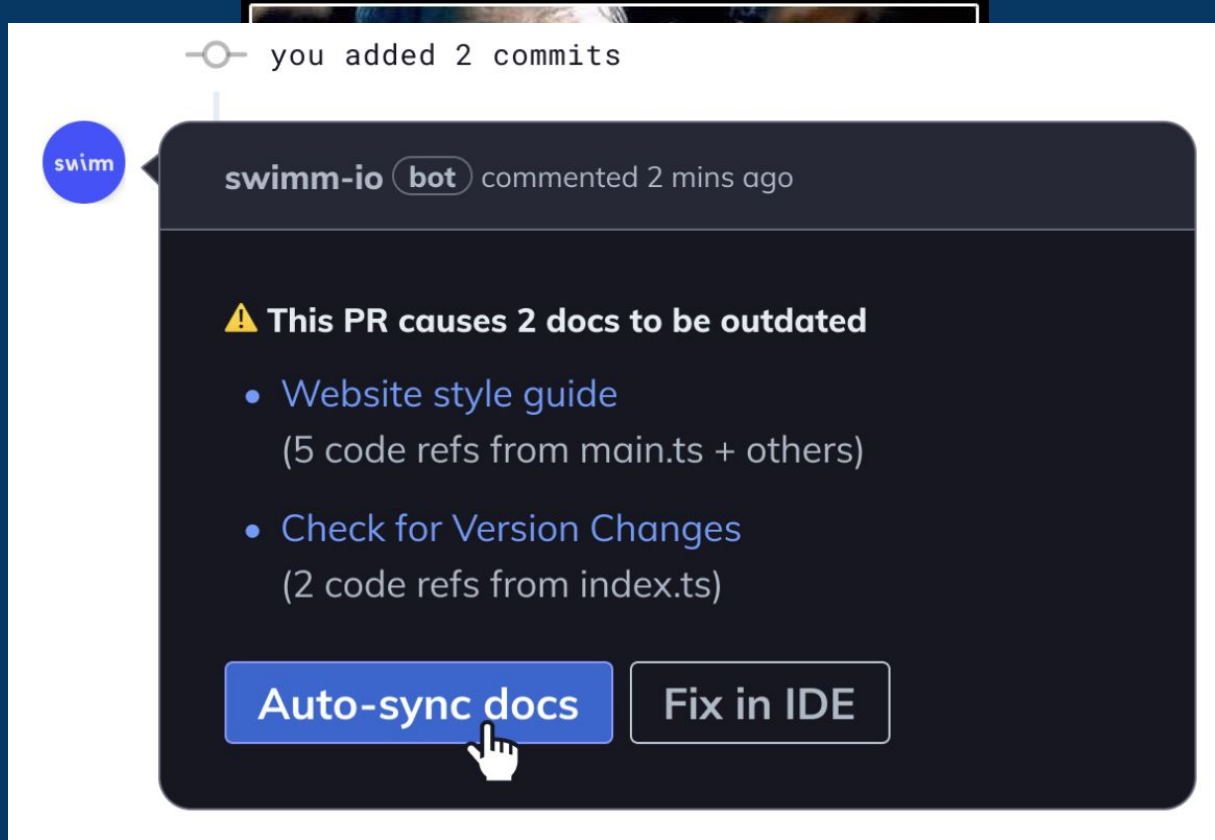 you added 2 commits
swimm
swimm-io bot commented 2 mins ago
⚠ This PR causes 2 docs to be outdated
• Website style guide
(5 code refs from main.ts + others)
• Check for Version Changes
(2 code refs from index.ts)
Auto-sync docs Fix in IDE